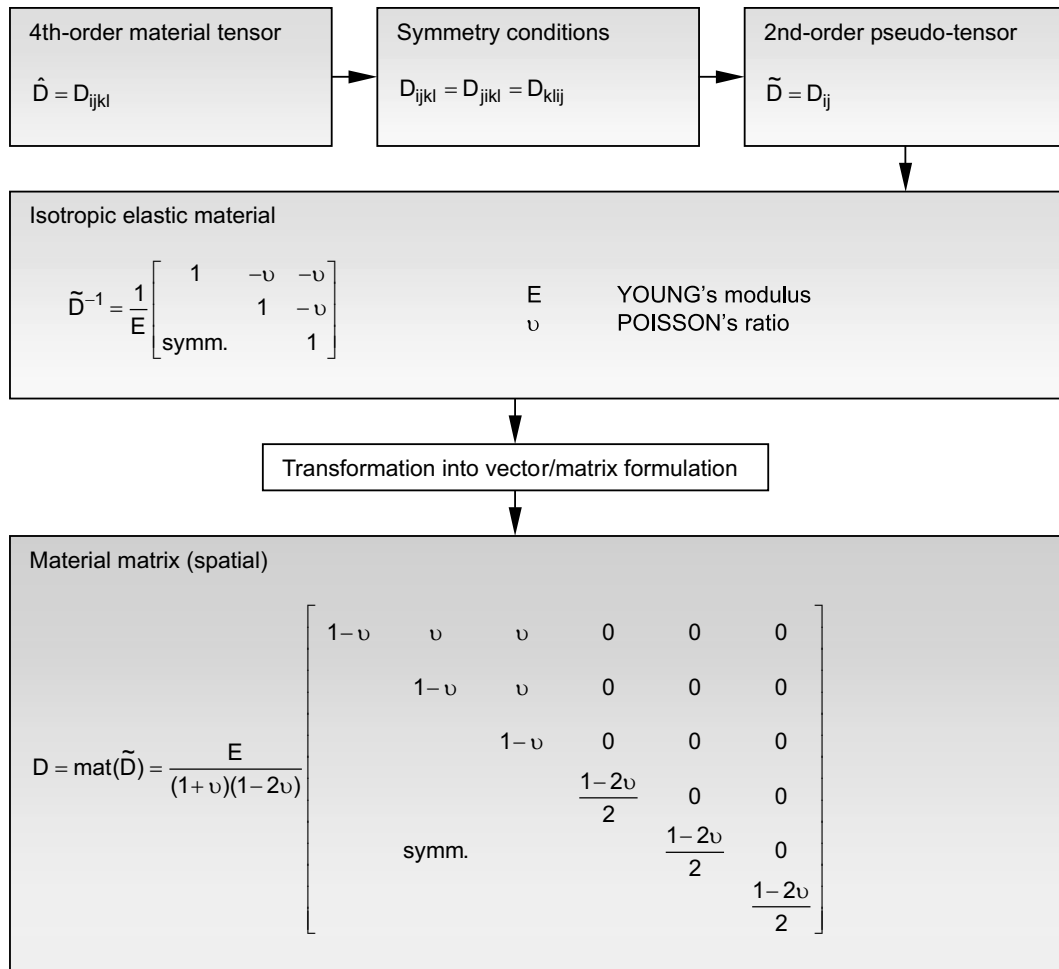 4th-order material tensor
D̂ = D_ijkl
Symmetry conditions
D_ijkl = D_jikl = D_klij
2nd-order pseudo-tensor
D̃ = D_ij
Isotropic elastic material
D̃⁻¹ = 1/E [ 1 −υ −υ
1 −υ
symm. 1 ]
E YOUNG's modulus
υ POISSON's ratio
Transformation into vector/matrix formulation
Material matrix (spatial)
D = mat(D̃) = E/((1+υ)(1−2υ)) [ 1−υ υ υ 0 0 0
1−υ υ 0 0 0
1−υ 0 0 0
(1−2υ)/2 0 0
symm. (1−2υ)/2 0
(1−2υ)/2 ]